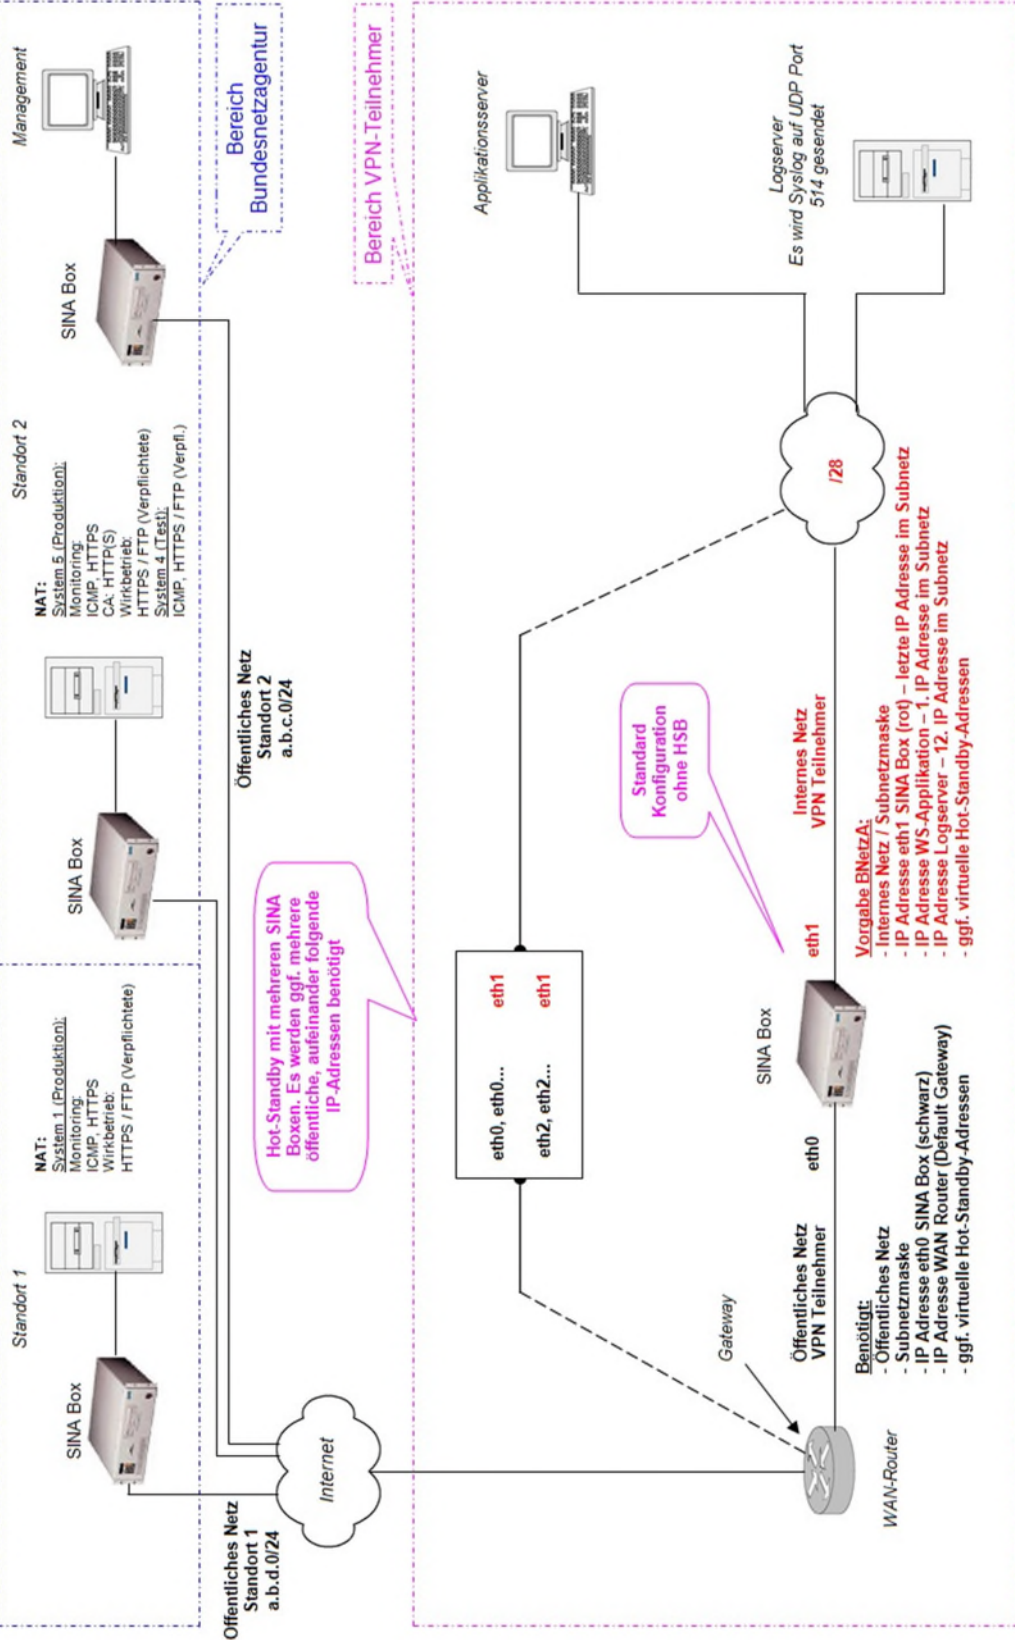 Standort 1
SINA Box
NAT:
System 1 (Produktion):
Monitoring:
ICMP, HTTPS
Wirkbetrieb:
HTTPS / FTP (Verpflichtete)
Standort 2
SINA Box
NAT:
System 5 (Produktion):
Monitoring:
ICMP, HTTPS
CA: HTTP(S)
Wirkbetrieb:
HTTPS / FTP (Verpflichtete)
System 4 (Test):
ICMP, HTTPS / FTP (Verpfl.)
SINA Box
Management
Bereich
Bundesnetzagentur
Öffentliches Netz
Standort 1
a.b.d.0/24
Internet
Öffentliches Netz
Standort 2
a.b.c.0/24
Hot-Standby mit mehreren SINA
Boxen. Es werden ggf. mehrere
öffentliche, aufeinander folgende
IP-Adressen benötigt
Bereich VPN-Teilnehmer
eth0, eth0...
eth1
eth2, eth2...
eth1
Applikationsserver
Standard
Konfiguration
ohne HSB
Gateway
WAN-Router
Öffentliches Netz
VPN Teilnehmer
eth0
SINA Box
eth1
Internes Netz
VPN Teilnehmer
/28
Logserver
Es wird Syslog auf UDP Port
514 gesendet
Benötigt:
- Öffentliches Netz
- Subnetzmaske
- IP Adresse eth0 SINA Box (schwarz)
- IP Adresse WAN Router (Default Gateway)
- ggf. virtuelle Hot-Standby-Adressen
Vorgabe BNetzA:
- Internes Netz / Subnetzmaske
- IP Adresse eth1 SINA Box (rot) – letzte IP Adresse im Subnetz
- IP Adresse WS-Applikation – 1. IP Adresse im Subnetz
- IP Adresse Logserver – 12. IP Adresse im Subnetz
- ggf. virtuelle Hot-Standby-Adressen